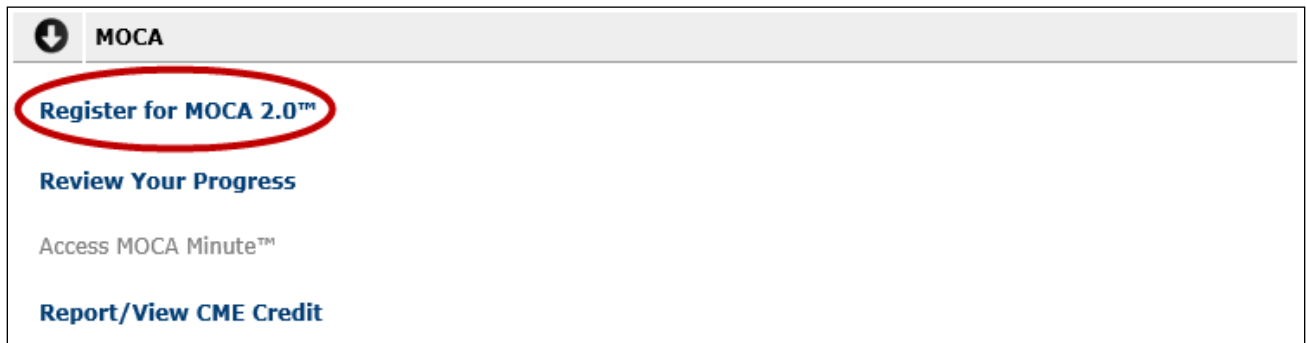 MOCA
Register for MOCA 2.0™
Review Your Progress
Access MOCA Minute™
Report/View CME Credit